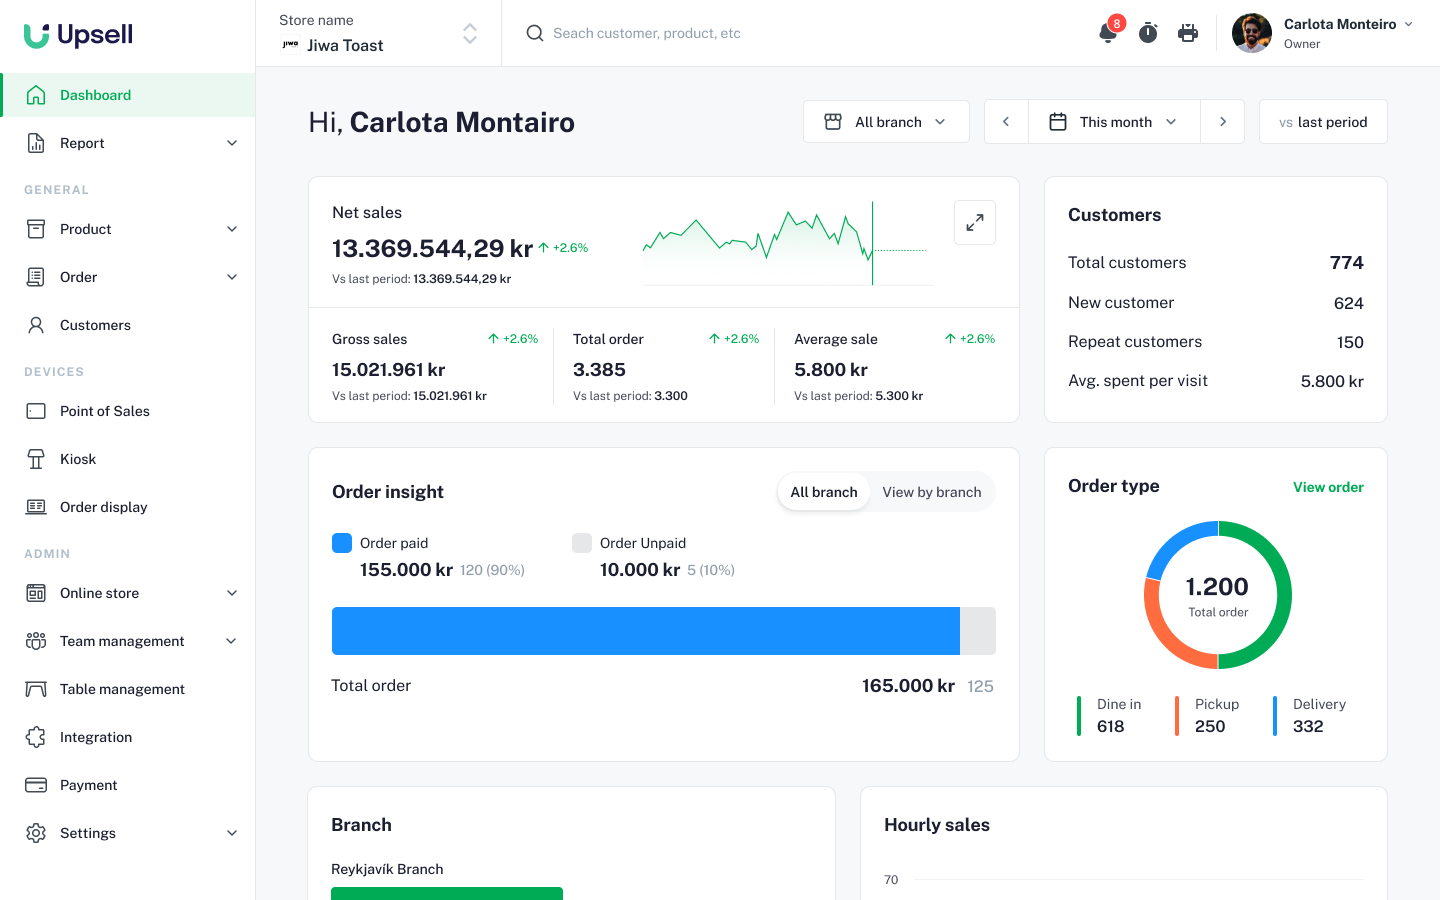 Upsell
Dashboard
Report
GENERAL
Product
Order
Customers
DEVICES
Point of Sales
Kiosk
Order display
ADMIN
Online store
Team management
Table management
Integration
Payment
Settings
Store name
JIWA Jiwa Toast
Seach customer, product, etc
8
Carlota Monteiro
Owner
Hi, Carlota Montairo
All branch
This month
vs last period
Net sales
13.369.544,29 kr +2.6%
Vs last period: 13.369.544,29 kr
Gross sales +2.6%
15.021.961 kr
Vs last period: 15.021.961 kr
Total order +2.6%
3.385
Vs last period: 3.300
Average sale +2.6%
5.800 kr
Vs last period: 5.300 kr
Customers
Total customers 774
New customer 624
Repeat customers 150
Avg. spent per visit 5.800 kr
Order insight
All branch View by branch
Order paid
155.000 kr 120 (90%)
Order Unpaid
10.000 kr 5 (10%)
Total order 165.000 kr 125
Order type View order
1.200
Total order
Dine in
618
Pickup
250
Delivery
332
Branch
Reykjavík Branch
Hourly sales
70